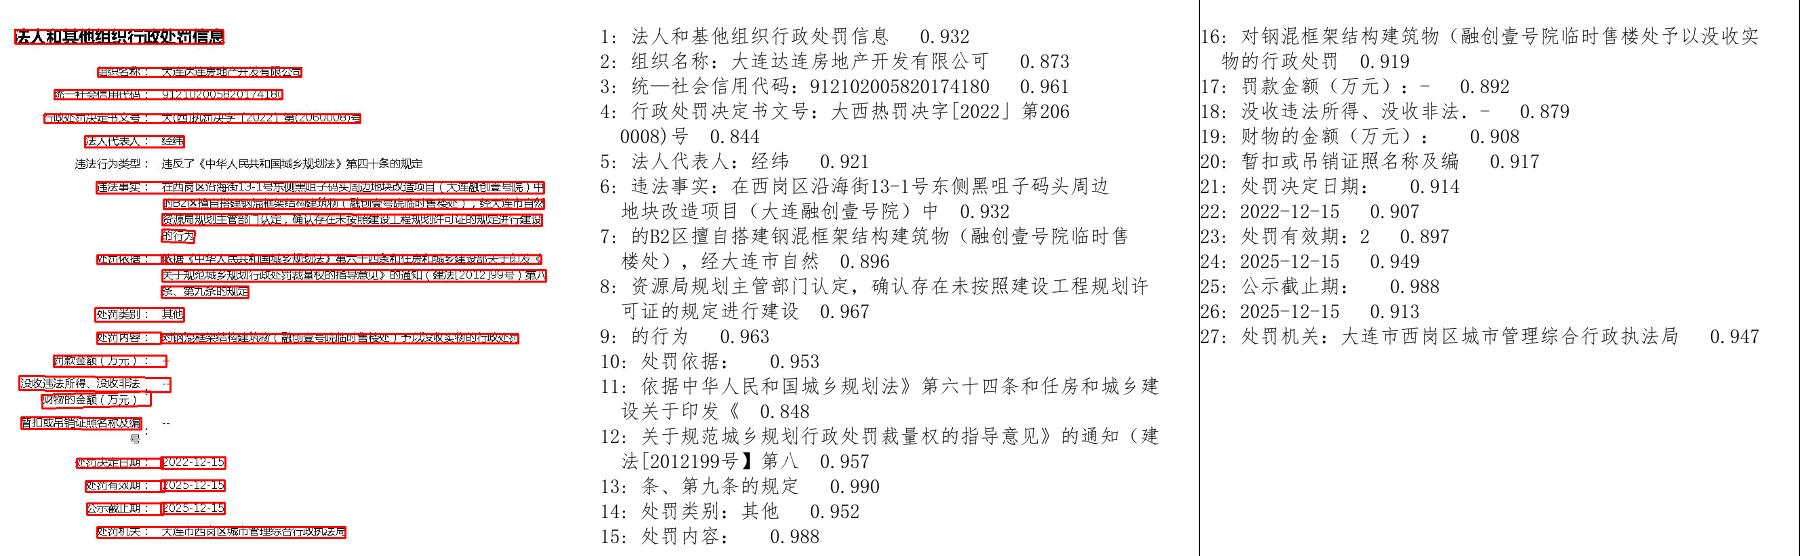 法人和其他组织行政处罚信息
组织名称： 大连达连房地产开发有限公司
统一社会信用代码： 912102005820174180
行政处罚决定书文号： 大(西)执罚决字〔2022〕第(2060008)号
法人代表人： 经纬
违法行为类型： 违反了《中华人民共和国城乡规划法》第四十条的规定
违法事实： 在西岗区沿海街13-1号东侧黑咀子码头周边地块改造项目（大连融创壹号院）中
的B2区擅自搭建钢混框架结构建筑物（融创壹号院临时售楼处），经大连市自然
资源局规划主管部门认定，确认存在未按照建设工程规划许可证的规定进行建设
的行为
处罚依据： 依据《中华人民共和国城乡规划法》第六十四条和住房和城乡建设部关于印发《
关于规范城乡规划行政处罚裁量权的指导意见》的通知（建法[2012]99号）第八
条、第九条的规定
处罚类别： 其他
处罚内容： 对钢混框架结构建筑物（融创壹号院临时售楼处）予以没收实物的行政处罚
罚款金额（万元）： --
没收违法所得、没收非法 --
财物的金额（万元）：
暂扣或吊销证照名称及编 --
号：
处罚决定日期： 2022-12-15
处罚有效期： 2025-12-15
公示截止期： 2025-12-15
处罚机关： 大连市西岗区城市管理综合行政执法局
1: 法人和基他组织行政处罚信息 0.932
2: 组织名称：大连达连房地产开发有限公司 0.873
3: 统—社会信用代码：912102005820174180 0.961
4: 行政处罚决定书文号：大西热罚决字[2022」第206
0008)号 0.844
5: 法人代表人：经纬 0.921
6: 违法事实：在西岗区沿海街13-1号东侧黑咀子码头周边
地块改造项目（大连融创壹号院）中 0.932
7: 的B2区擅自搭建钢混框架结构建筑物（融创壹号院临时售
楼处），经大连市自然 0.896
8: 资源局规划主管部门认定，确认存在未按照建设工程规划许
可证的规定进行建设 0.967
9: 的行为 0.963
10: 处罚依据： 0.953
11: 依据中华人民和国城乡规划法》第六十四条和任房和城乡建
设关于印发《 0.848
12: 关于规范城乡规划行政处罚裁量权的指导意见》的通知（建
法[2012199号】第八 0.957
13: 条、第九条的规定 0.990
14: 处罚类别：其他 0.952
15: 处罚内容： 0.988
16: 对钢混框架结构建筑物（融创壹号院临时售楼处予以没收实
物的行政处罚 0.919
17: 罚款金额（万元）：- 0.892
18: 没收违法所得、没收非法．- 0.879
19: 财物的金额（万元）： 0.908
20: 暂扣或吊销证照名称及编 0.917
21: 处罚决定日期： 0.914
22: 2022-12-15 0.907
23: 处罚有效期：2 0.897
24: 2025-12-15 0.949
25: 公示截止期： 0.988
26: 2025-12-15 0.913
27: 处罚机关：大连市西岗区城市管理综合行政执法局 0.947